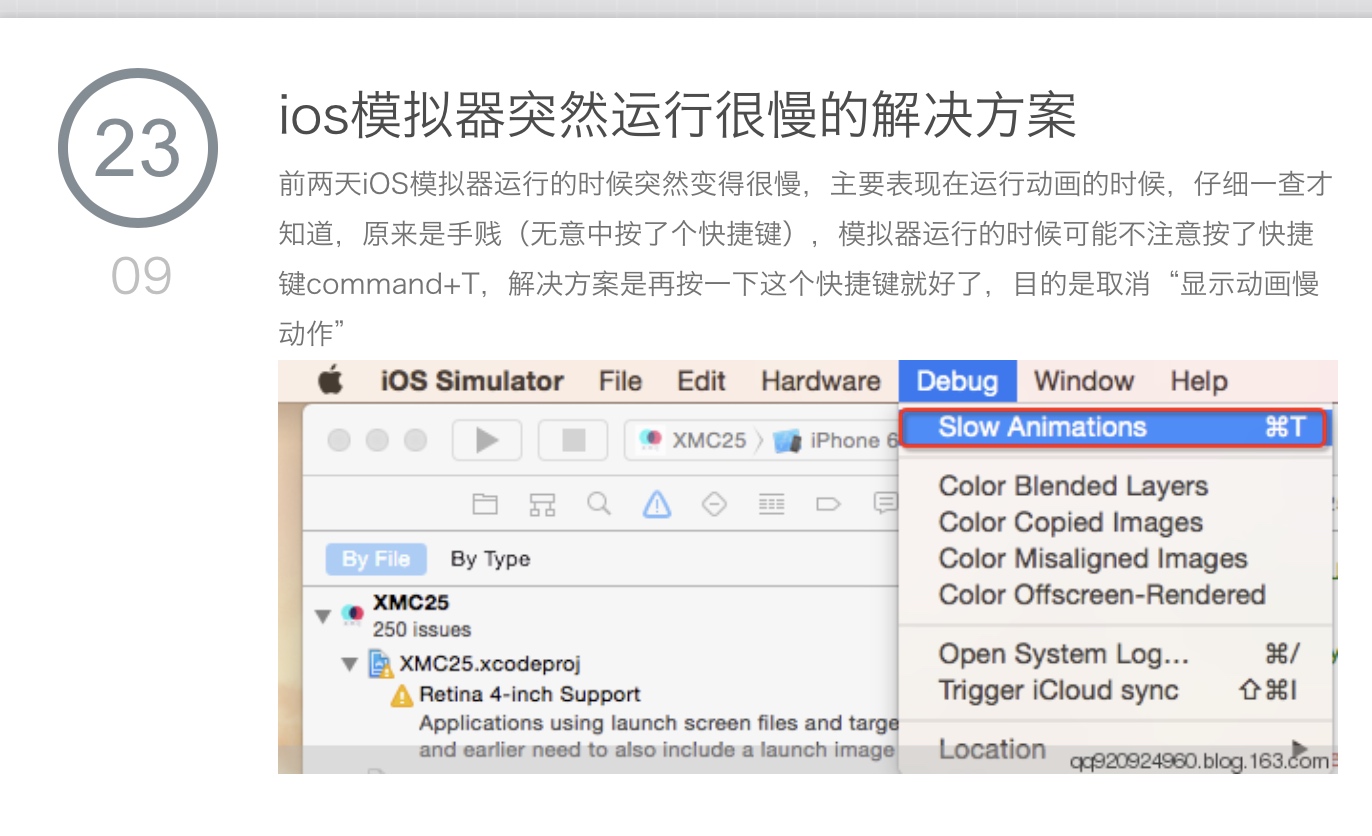 23
09
ios模拟器突然运行很慢的解决方案
前两天iOS模拟器运行的时候突然变得很慢，主要表现在运行动画的时候，仔细一查才
知道，原来是手贱（无意中按了个快捷键），模拟器运行的时候可能不注意按了快捷
键command+T，解决方案是再按一下这个快捷键就好了，目的是取消“显示动画慢
动作”
iOS Simulator File Edit Hardware Debug Window Help
XMC25 〉 iPhone 6
By File By Type
XMC25
250 issues
XMC25.xcodeproj
Retina 4-inch Support
Applications using launch screen files and targe
and earlier need to also include a launch image
Slow Animations ⌘T
Color Blended Layers
Color Copied Images
Color Misaligned Images
Color Offscreen-Rendered
Open System Log... ⌘/
Trigger iCloud sync ⇧⌘I
Location ▶
qq920924960.blog.163.com